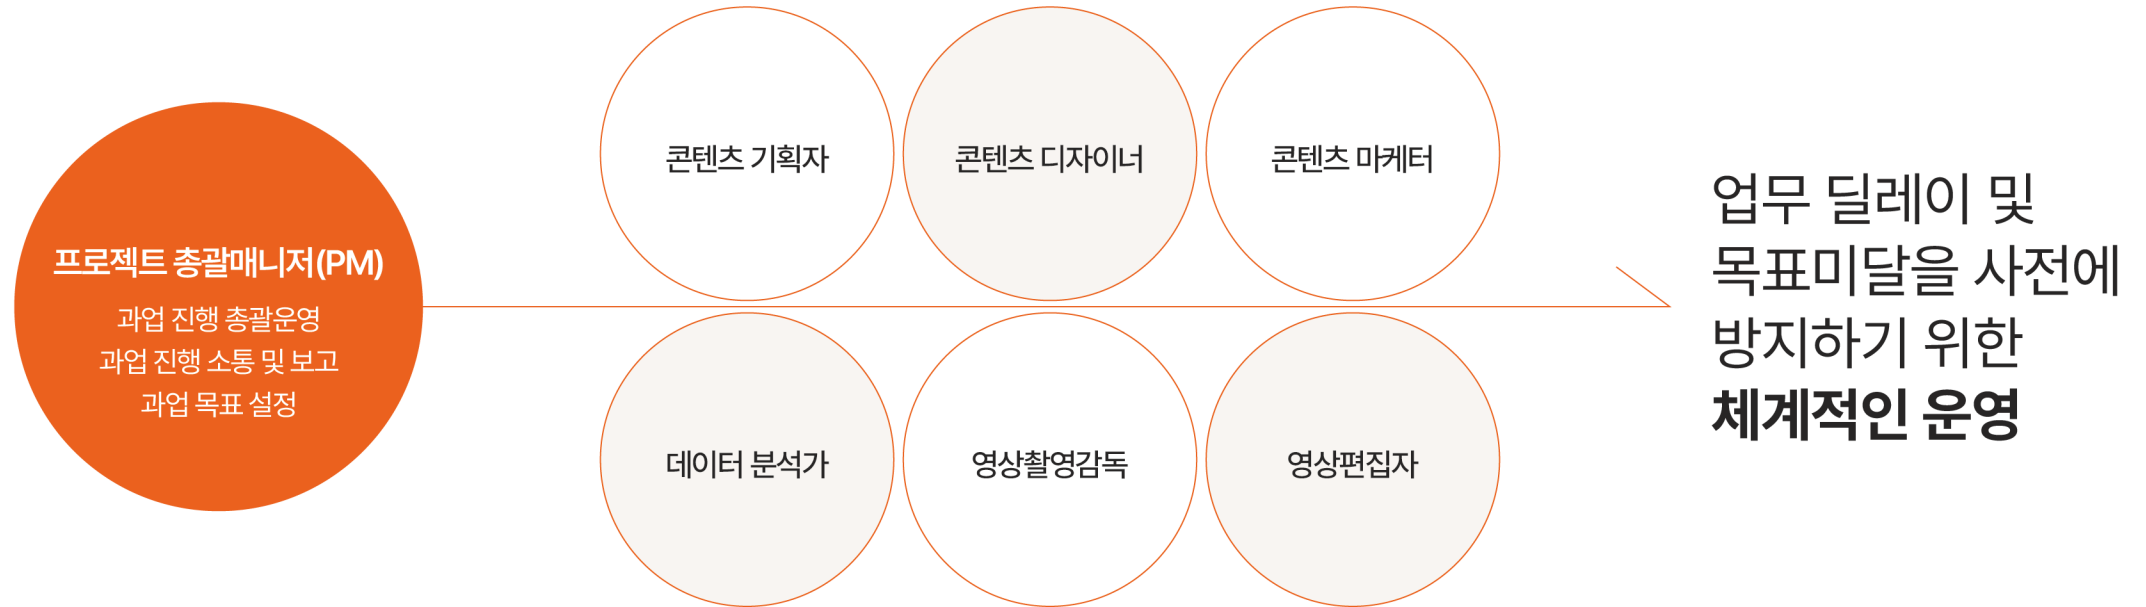 프로젝트 총괄매니저(PM)
과업 진행 총괄운영
과업 진행 소통 및 보고
과업 목표 설정
콘텐츠 기획자
콘텐츠 디자이너
콘텐츠 마케터
데이터 분석가
영상촬영감독
영상편집자
업무 딜레이 및
목표미달을 사전에
방지하기 위한
체계적인 운영